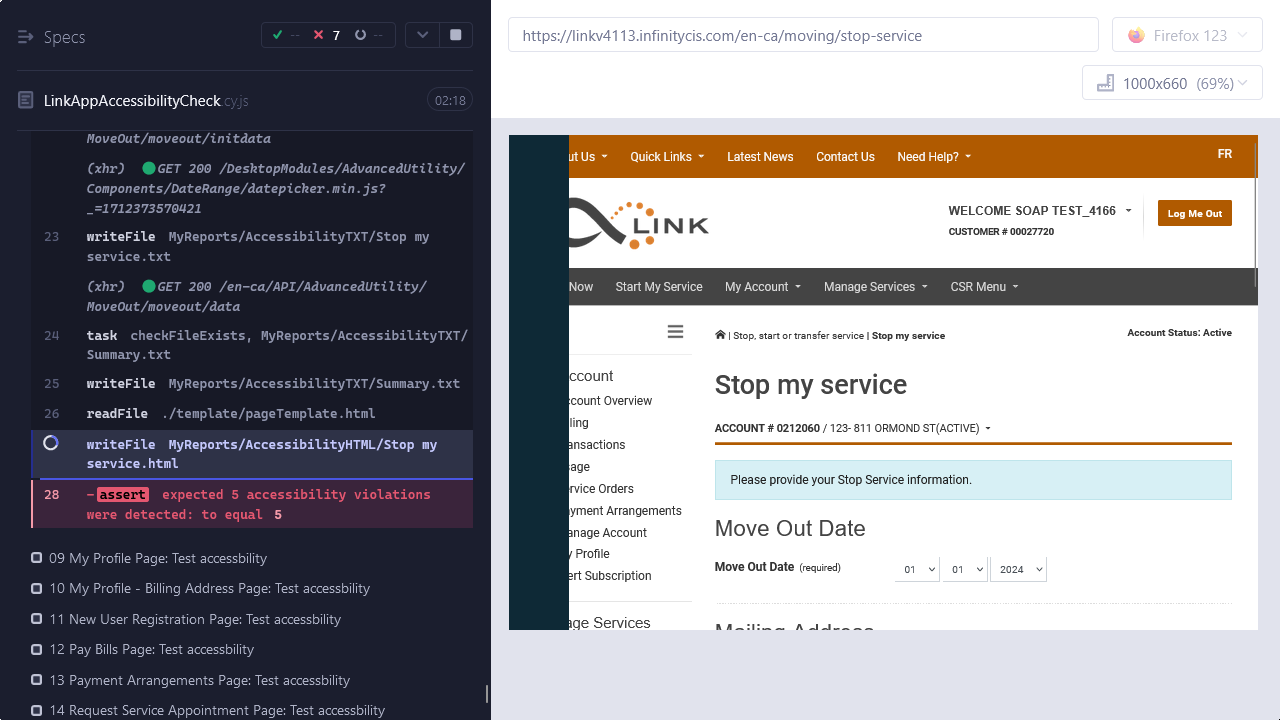 Specs
-- 7 --
LinkAppAccessibilityCheck.cy.js
02:18
MoveOut/moveout/initdata
(xhr) GET 200 /DesktopModules/AdvancedUtility/
Components/DateRange/datepicker.min.js?
_=1712373570421
23 writeFile MyReports/AccessibilityTXT/Stop my
service.txt
(xhr) GET 200 /en-ca/API/AdvancedUtility/
MoveOut/moveout/data
24 task checkFileExists, MyReports/AccessibilityTXT/
Summary.txt
25 writeFile MyReports/AccessibilityTXT/Summary.txt
26 readFile ./template/pageTemplate.html
writeFile MyReports/AccessibilityHTML/Stop my
service.html
28 -assert expected 5 accessibility violations
were detected: to equal 5
09 My Profile Page: Test accessbility
10 My Profile - Billing Address Page: Test accessbility
11 New User Registration Page: Test accessbility
12 Pay Bills Page: Test accessbility
13 Payment Arrangements Page: Test accessbility
14 Request Service Appointment Page: Test accessbility
https://linkv4113.infinitycis.com/en-ca/moving/stop-service
Firefox 123
1000x660 (69%)
ut Us Quick Links Latest News Contact Us Need Help? FR
LINK
WELCOME SOAP TEST_4166
CUSTOMER # 00027720
Log Me Out
Now Start My Service My Account Manage Services CSR Menu
| Stop, start or transfer service | Stop my service
Account Status: Active
ccount
ccount Overview
ling
ansactions
sage
ervice Orders
yment Arrangements
anage Account
y Profile
ert Subscription
age Services
Stop my service
ACCOUNT # 0212060 / 123- 811 ORMOND ST(ACTIVE)
Please provide your Stop Service information.
Move Out Date
Move Out Date (required) 01 01 2024
Mailing Address